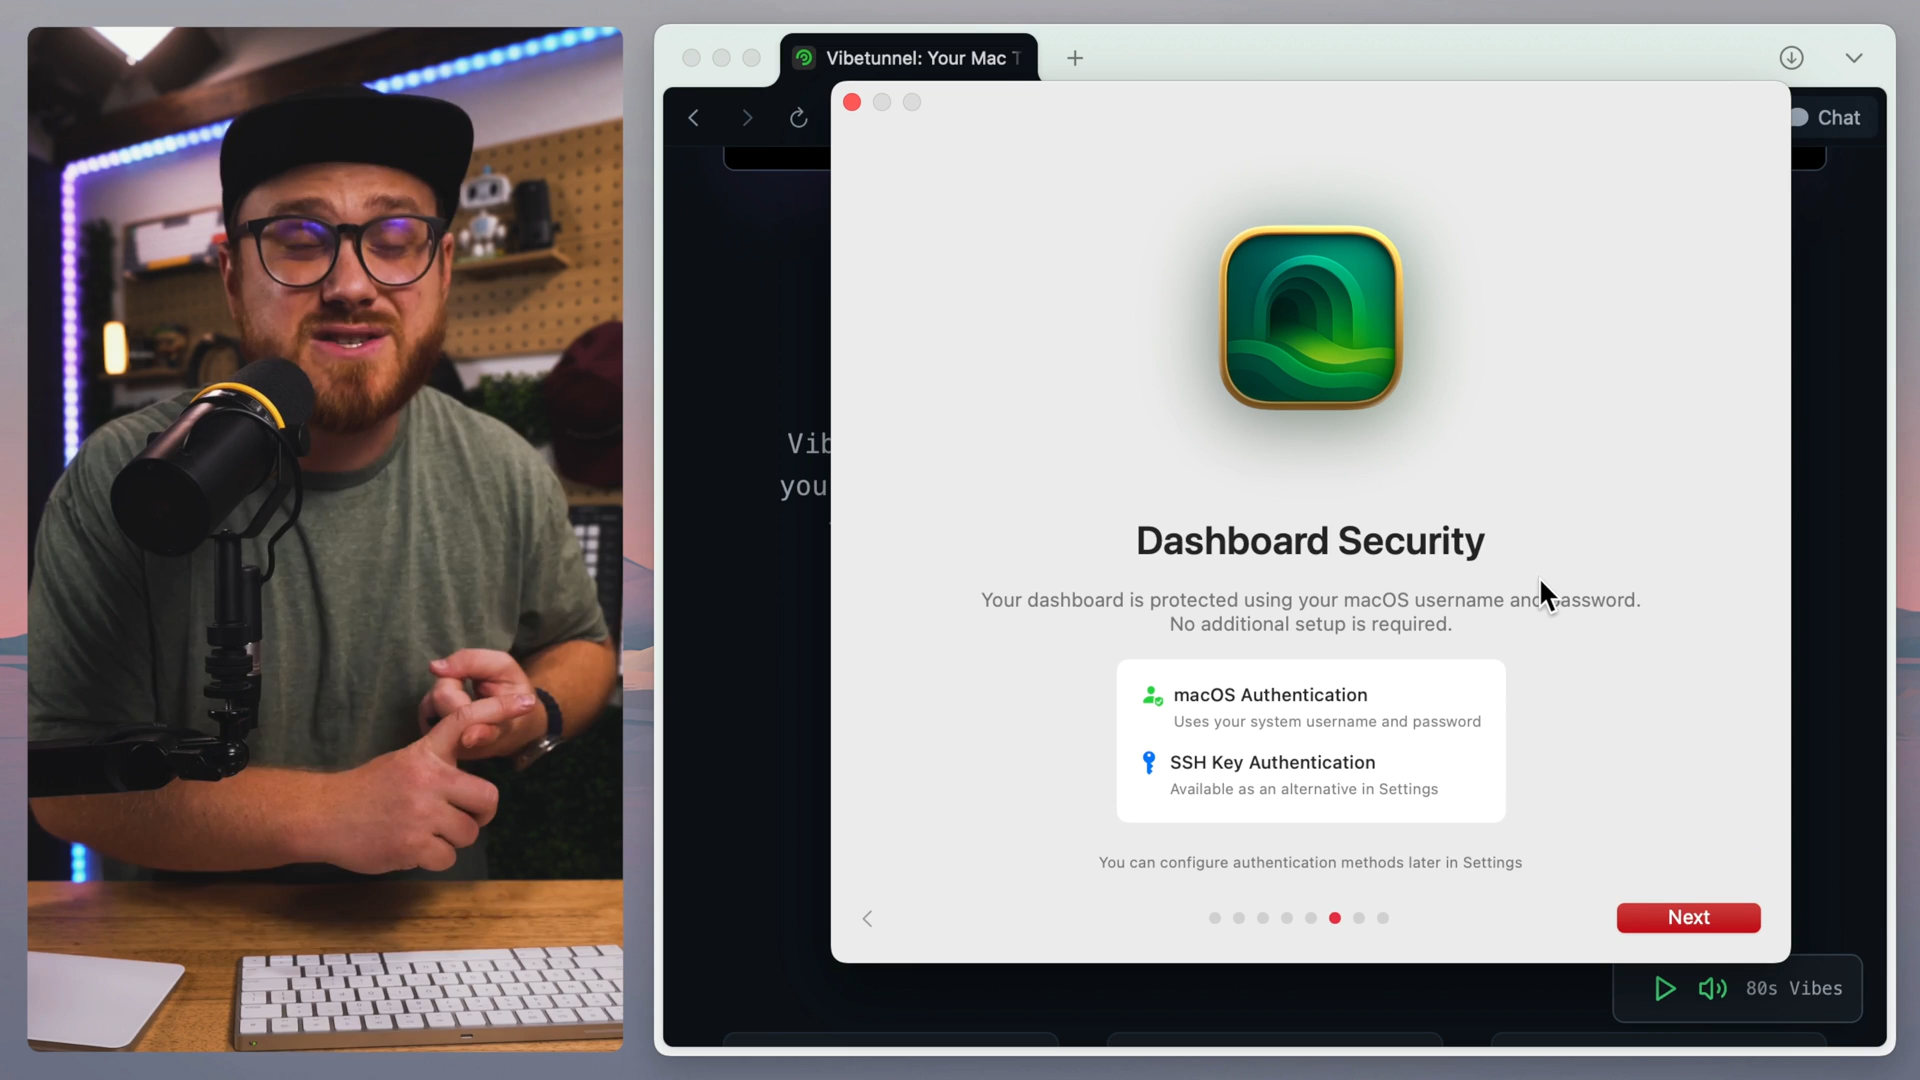 Vibetunnel: Your Mac T
Chat
Vib
you
Dashboard Security
Your dashboard is protected using your macOS username and password.
No additional setup is required.
macOS Authentication
Uses your system username and password
SSH Key Authentication
Available as an alternative in Settings
You can configure authentication methods later in Settings
Next
80s Vibes